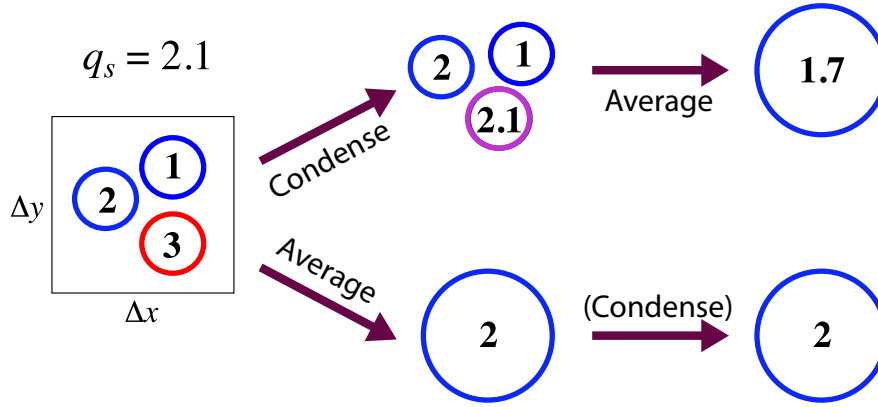 q_s = 2.1
2
1
3
Δy
Δx
Condense
Average
2
1
2.1
Average
1.7
2
(Condense)
2